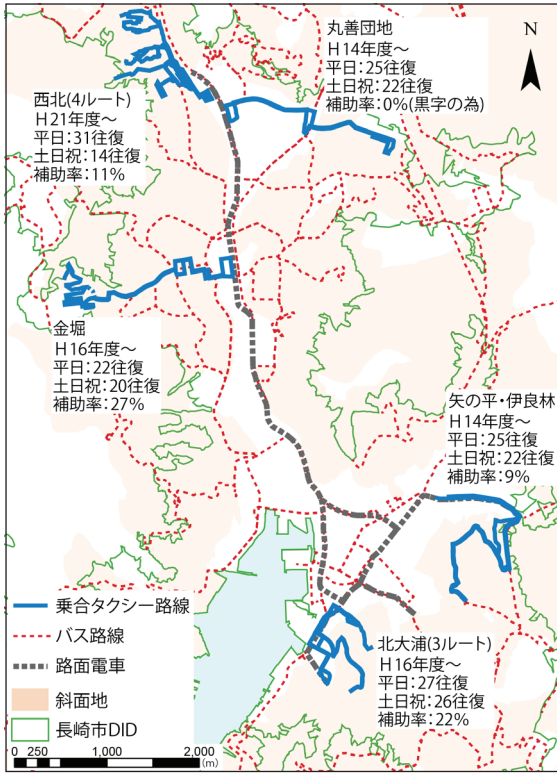 丸善団地
H14年度～
平日:25往復
土日祝:22往復
補助率:0%(黒字の為)
N
西北(4ルート)
H21年度～
平日:31往復
土日祝:14往復
補助率:11%
金堀
H16年度～
平日:22往復
土日祝:20往復
補助率:27%
矢の平・伊良林
H14年度～
平日:25往復
土日祝:22往復
補助率:9%
北大浦(3ルート)
H16年度～
平日:27往復
土日祝:26往復
補助率:22%
乗合タクシー路線
バス路線
路面電車
斜面地
長崎市DID
0 250 1,000 2,000
(m)